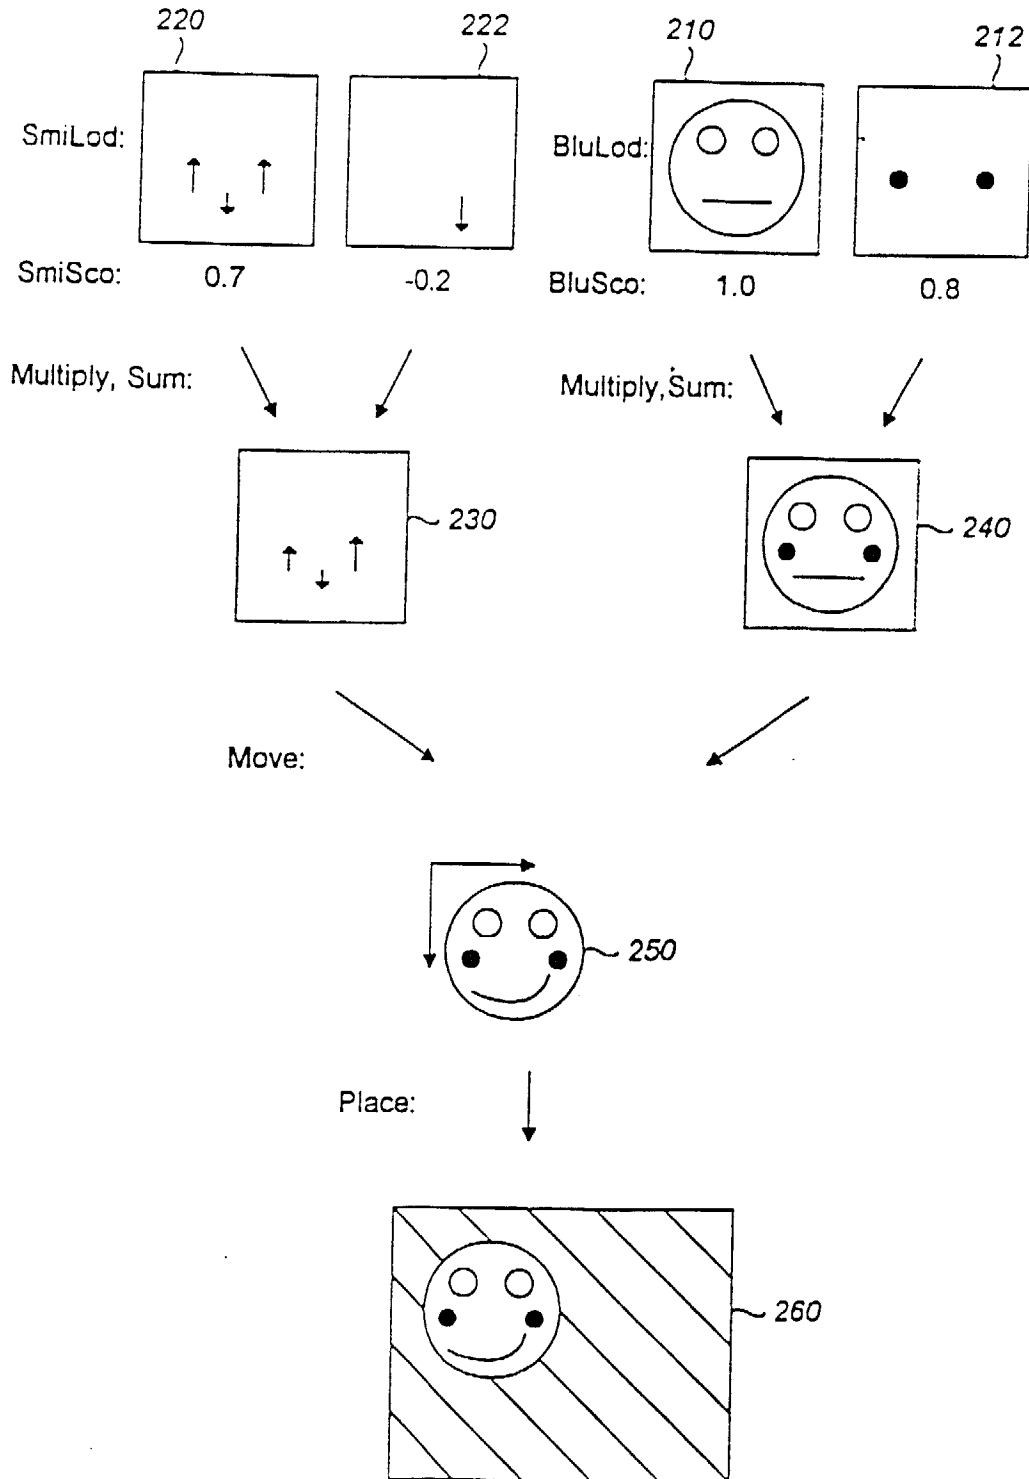 220 222 210 212
SmiLod: BluLod:
SmiSco: 0.7 -0.2 BluSco: 1.0 0.8
Multiply, Sum: Multiply, Sum:
230 240
Move:
250
Place:
260